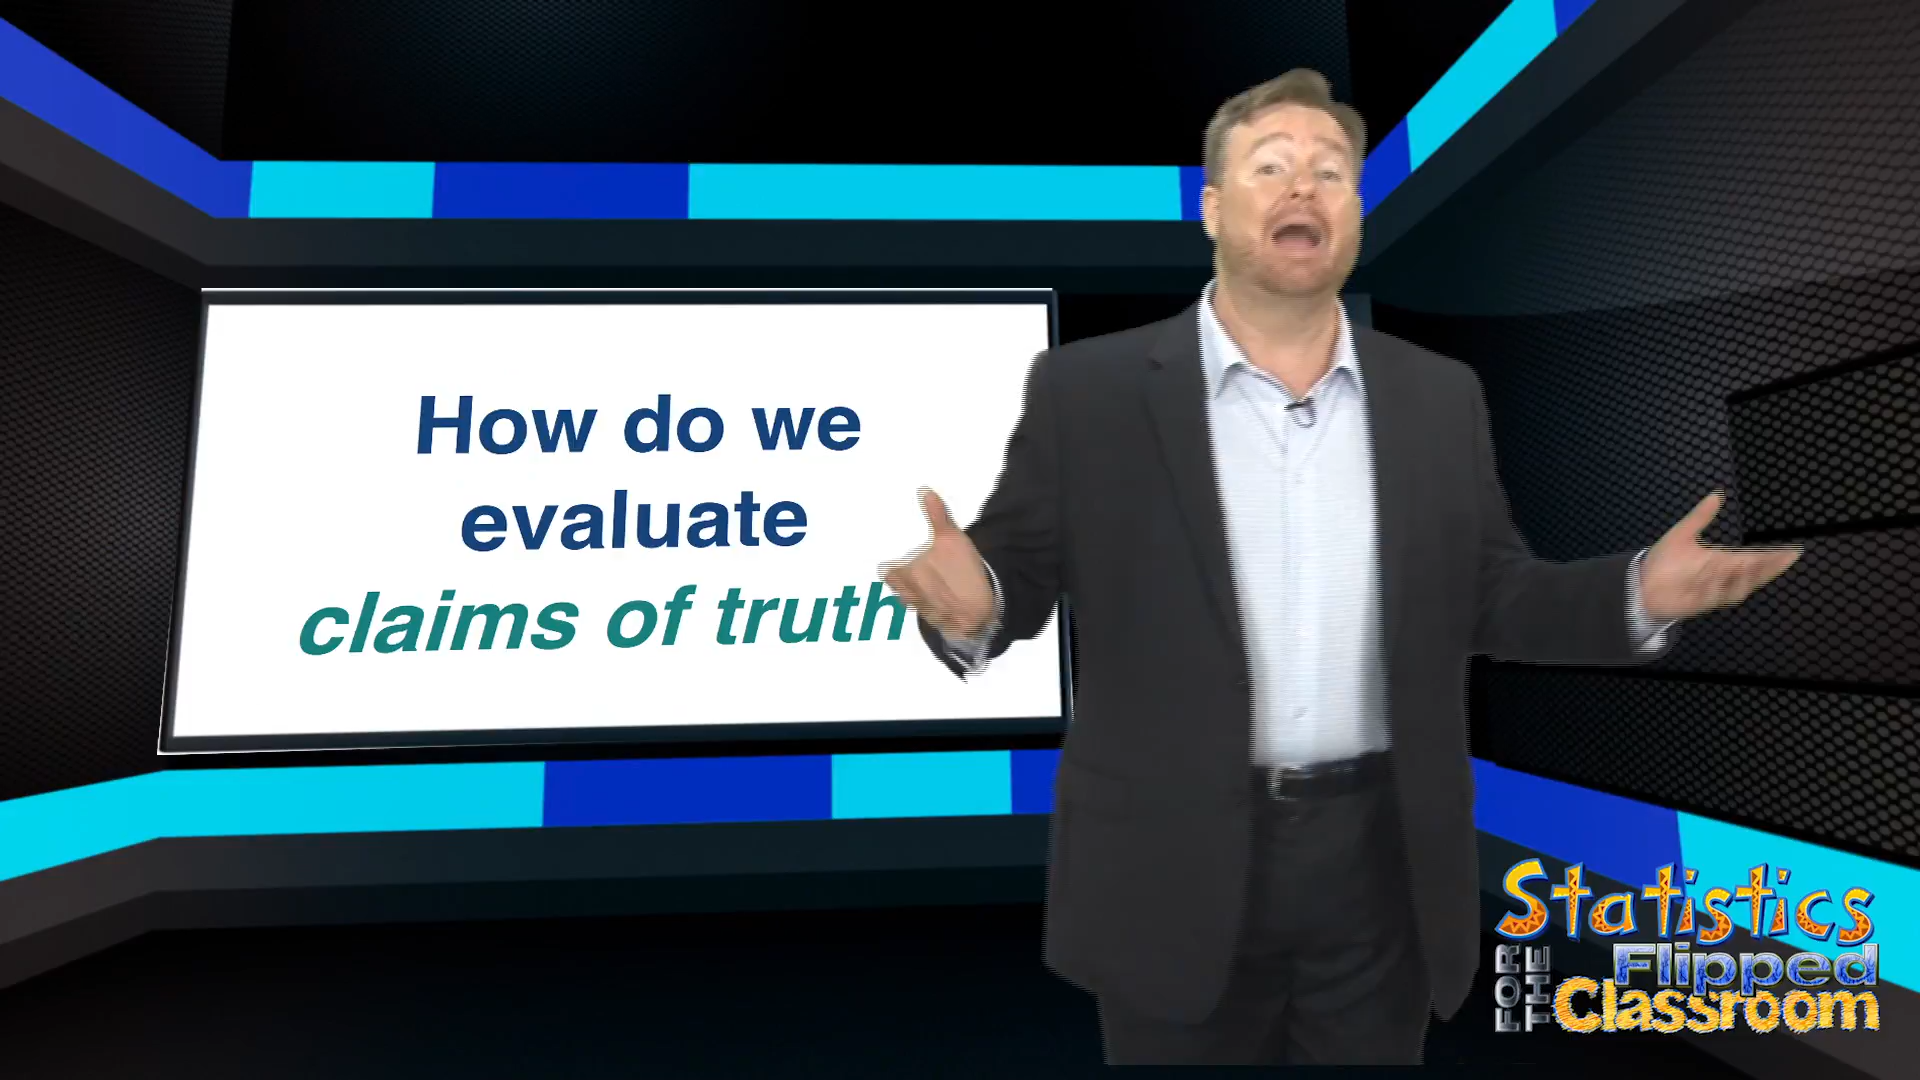 How do we
evaluate
claims of truth
Statistics
FOR THE
Flipped
Classroom